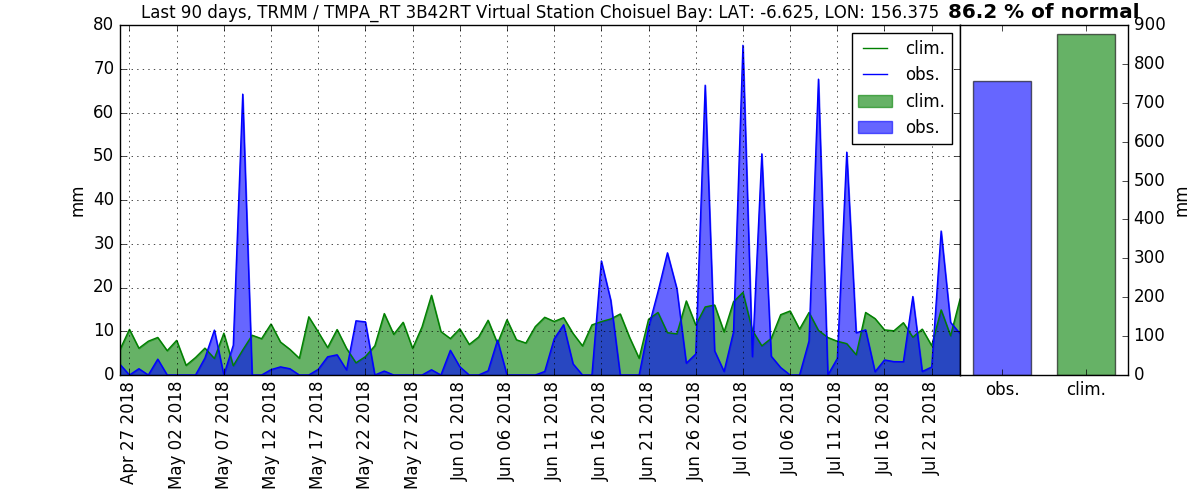 Last 90 days, TRMM / TMPA_RT 3B42RT Virtual Station Choisuel Bay: LAT: -6.625, LON: 156.375
86.2 % of normal
80
70
60
50
40
30
20
10
0
mm
clim.
obs.
clim.
obs.
900
800
700
600
500
400
300
200
100
0
mm
Apr 27 2018
May 02 2018
May 07 2018
May 12 2018
May 17 2018
May 22 2018
May 27 2018
Jun 01 2018
Jun 06 2018
Jun 11 2018
Jun 16 2018
Jun 21 2018
Jun 26 2018
Jul 01 2018
Jul 06 2018
Jul 11 2018
Jul 16 2018
Jul 21 2018
obs.
clim.